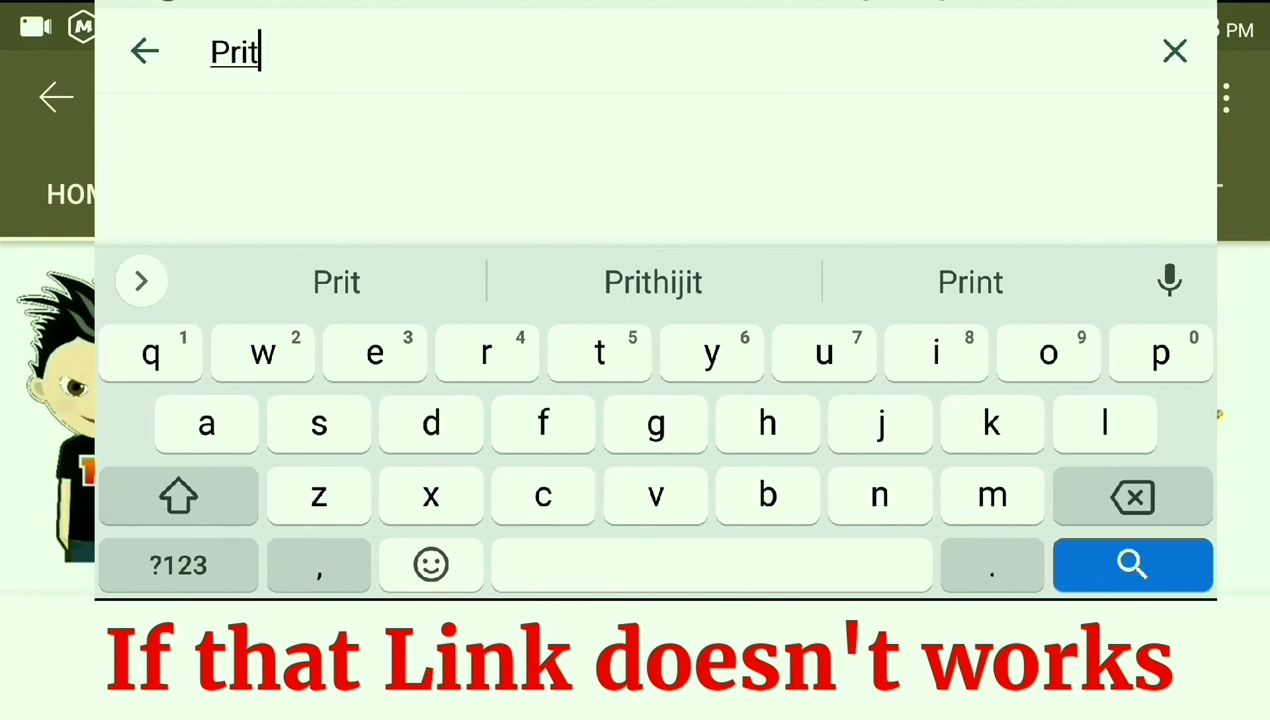 PM
Prit
HOM
Prit Prithijit Print
q 1 w 2 e 3 r 4 t 5 y 6 u 7 i 8 o 9 p 0
a s d f g h j k l
z x c v b n m
?123 , .
If that Link doesn't works